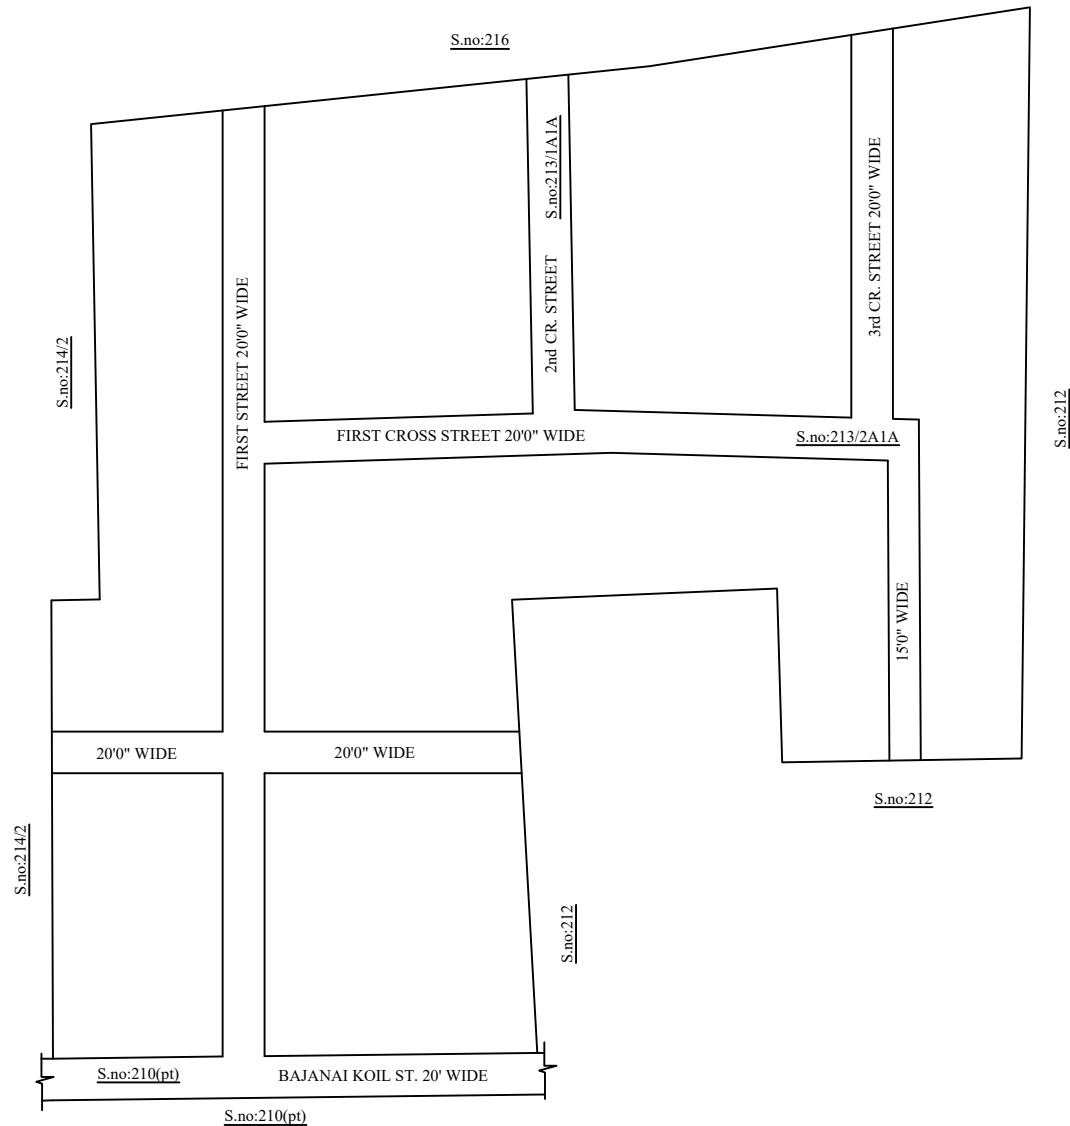 S.no:216
S.no:213/1A1A
3rd CR. STREET 20'0" WIDE
2nd CR. STREET
FIRST STREET 20'0" WIDE
S.no:214/2
S.no:212
FIRST CROSS STREET 20'0" WIDE
S.no:213/2A1A
15'0" WIDE
20'0" WIDE
20'0" WIDE
S.no:212
S.no:214/2
S.no:212
S.no:210(pt)
BAJANAI KOIL ST. 20' WIDE
S.no:210(pt)